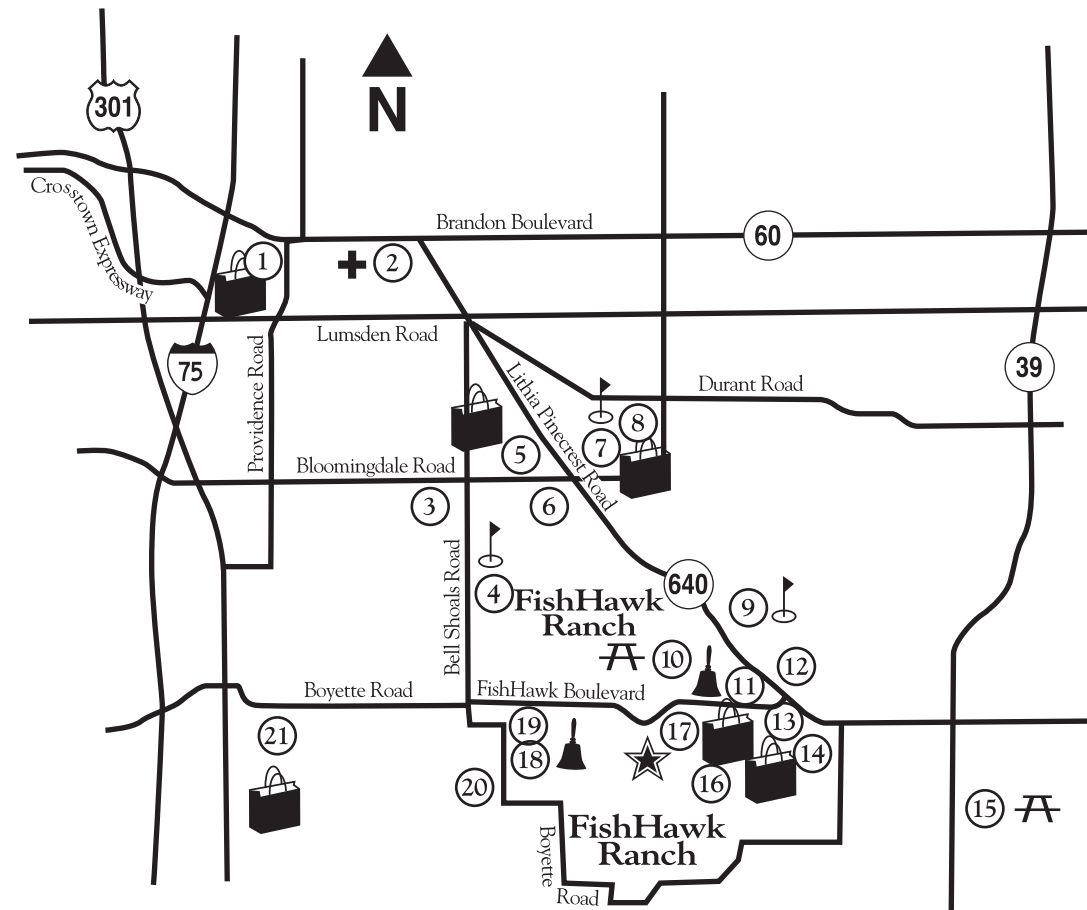 301
N
Crosstown Expressway
Brandon Boulevard
60
1
2
Lumsden Road
75
Providence Road
39
Durant Road
Lithia Pinecrest Road
8
7
5
Bloomingdale Road
3
6
Bell Shoals Road
4
FishHawk
Ranch
640
9
10
12
11
Boyette Road
FishHawk Boulevard
13
19
17
21
18
14
16
20
15
FishHawk
Ranch
Boyette
Road